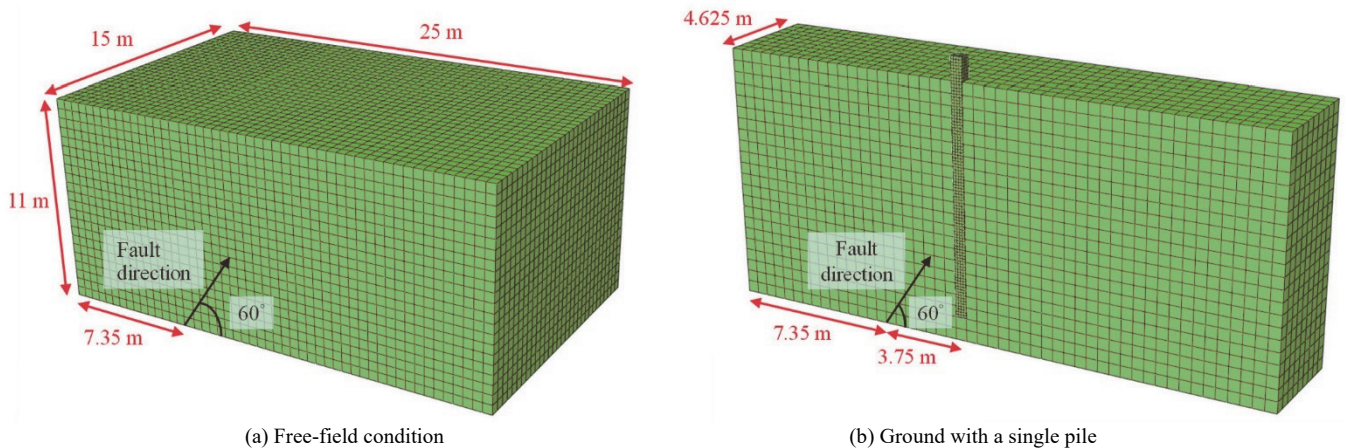 15 m
25 m
11 m
Fault
direction
60°
7.35 m
(a) Free-field condition
4.625 m
Fault
direction
60°
7.35 m
3.75 m
(b) Ground with a single pile